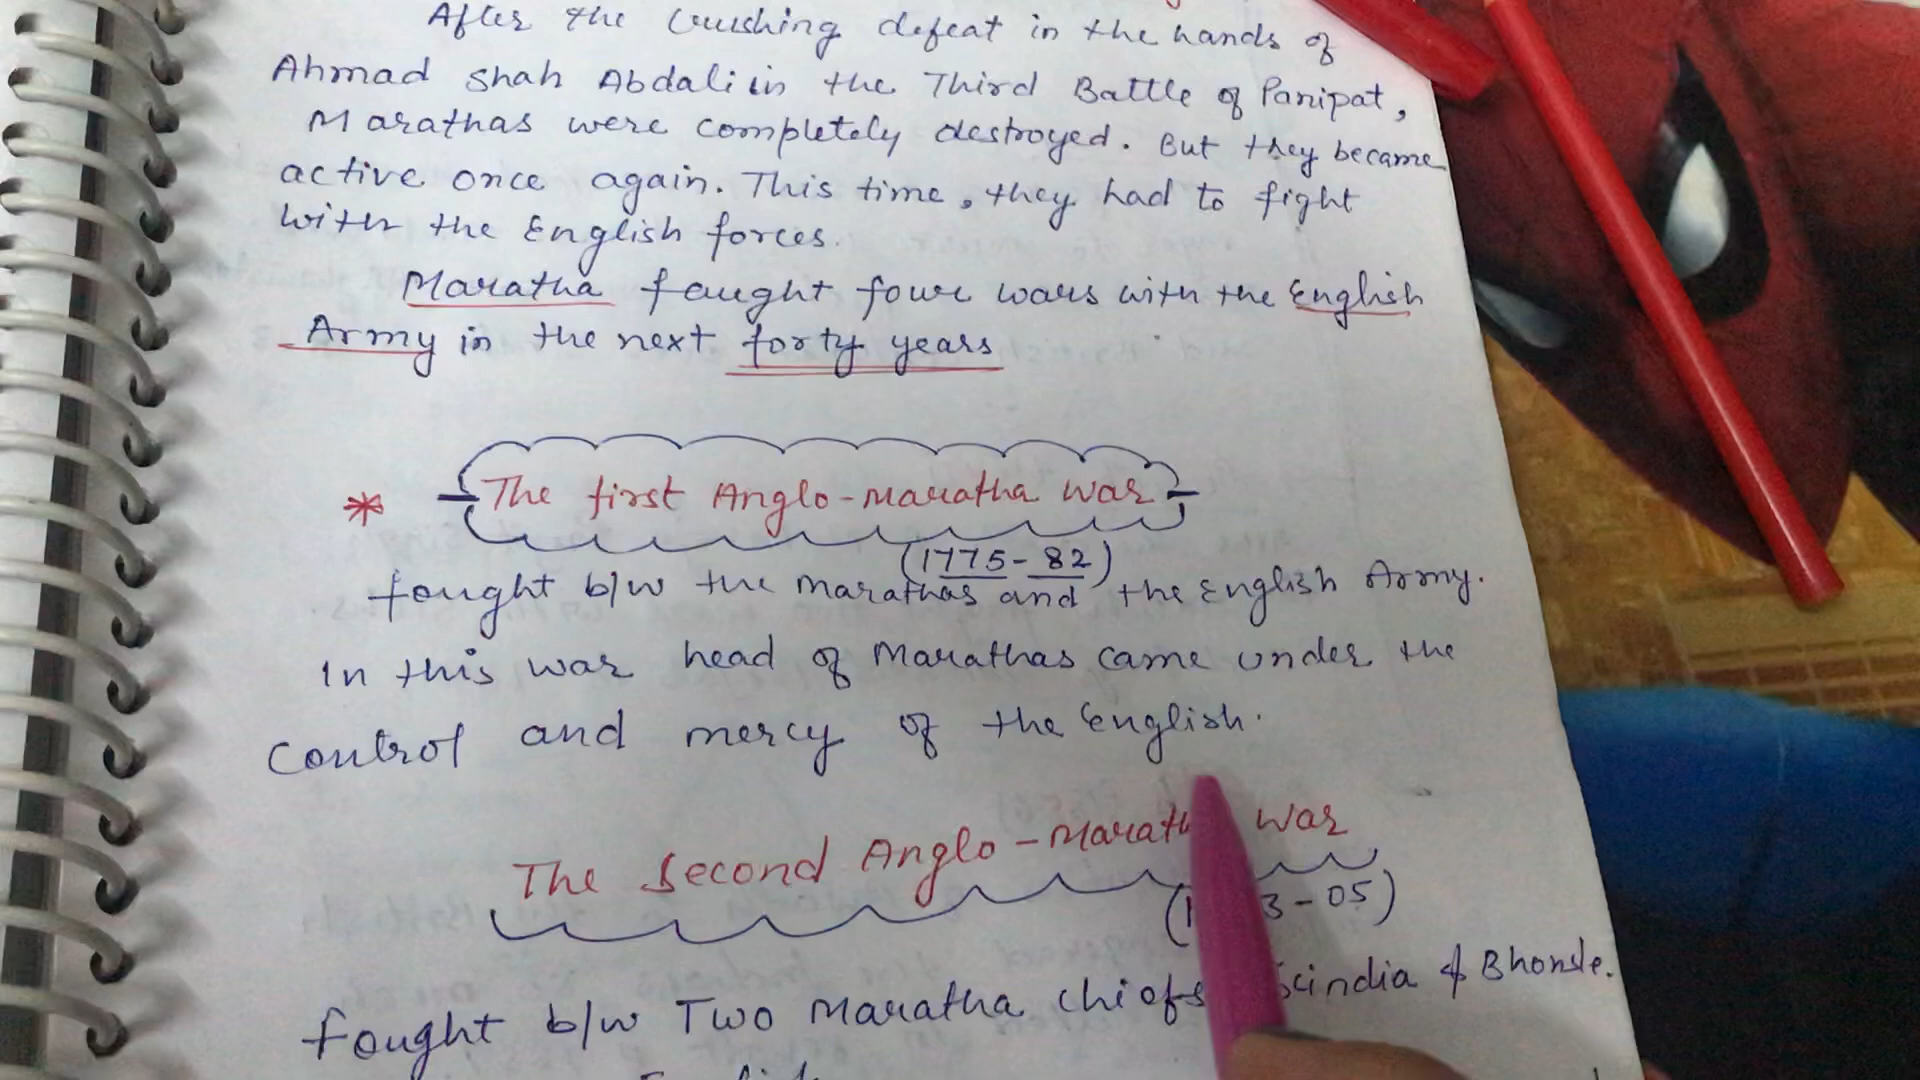 After the Crushing defeat in the hands of
Ahmad Shah Abdali in the Third Battle of Panipat,
Marathas were completely destroyed. But they became
active once again. This time, they had to fight
with the English forces.
Maratha faught four wars with the English
Army in the next forty years
* The first Anglo-Maratha War
(1775-82)
fought b/w the Marathas and the English Army.
In this war head of Marathas came under the
Control and mercy of the English.
The Second Anglo-Maratha War
3-05)
fought b/w Two Maratha chiefs Scindia & Bhonsle.